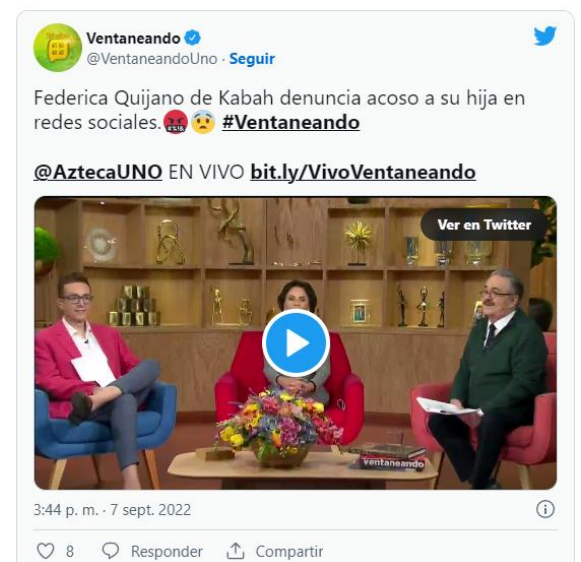 Ventaneando
@VentaneandoUno · Seguir
Federica Quijano de Kabah denuncia acoso a su hija en
redes sociales.🤬😨 #Ventaneando
@AztecaUNO EN VIVO bit.ly/VivoVentaneando
Ver en Twitter
ventaneando
3:44 p. m. · 7 sept. 2022
8 Responder Compartir